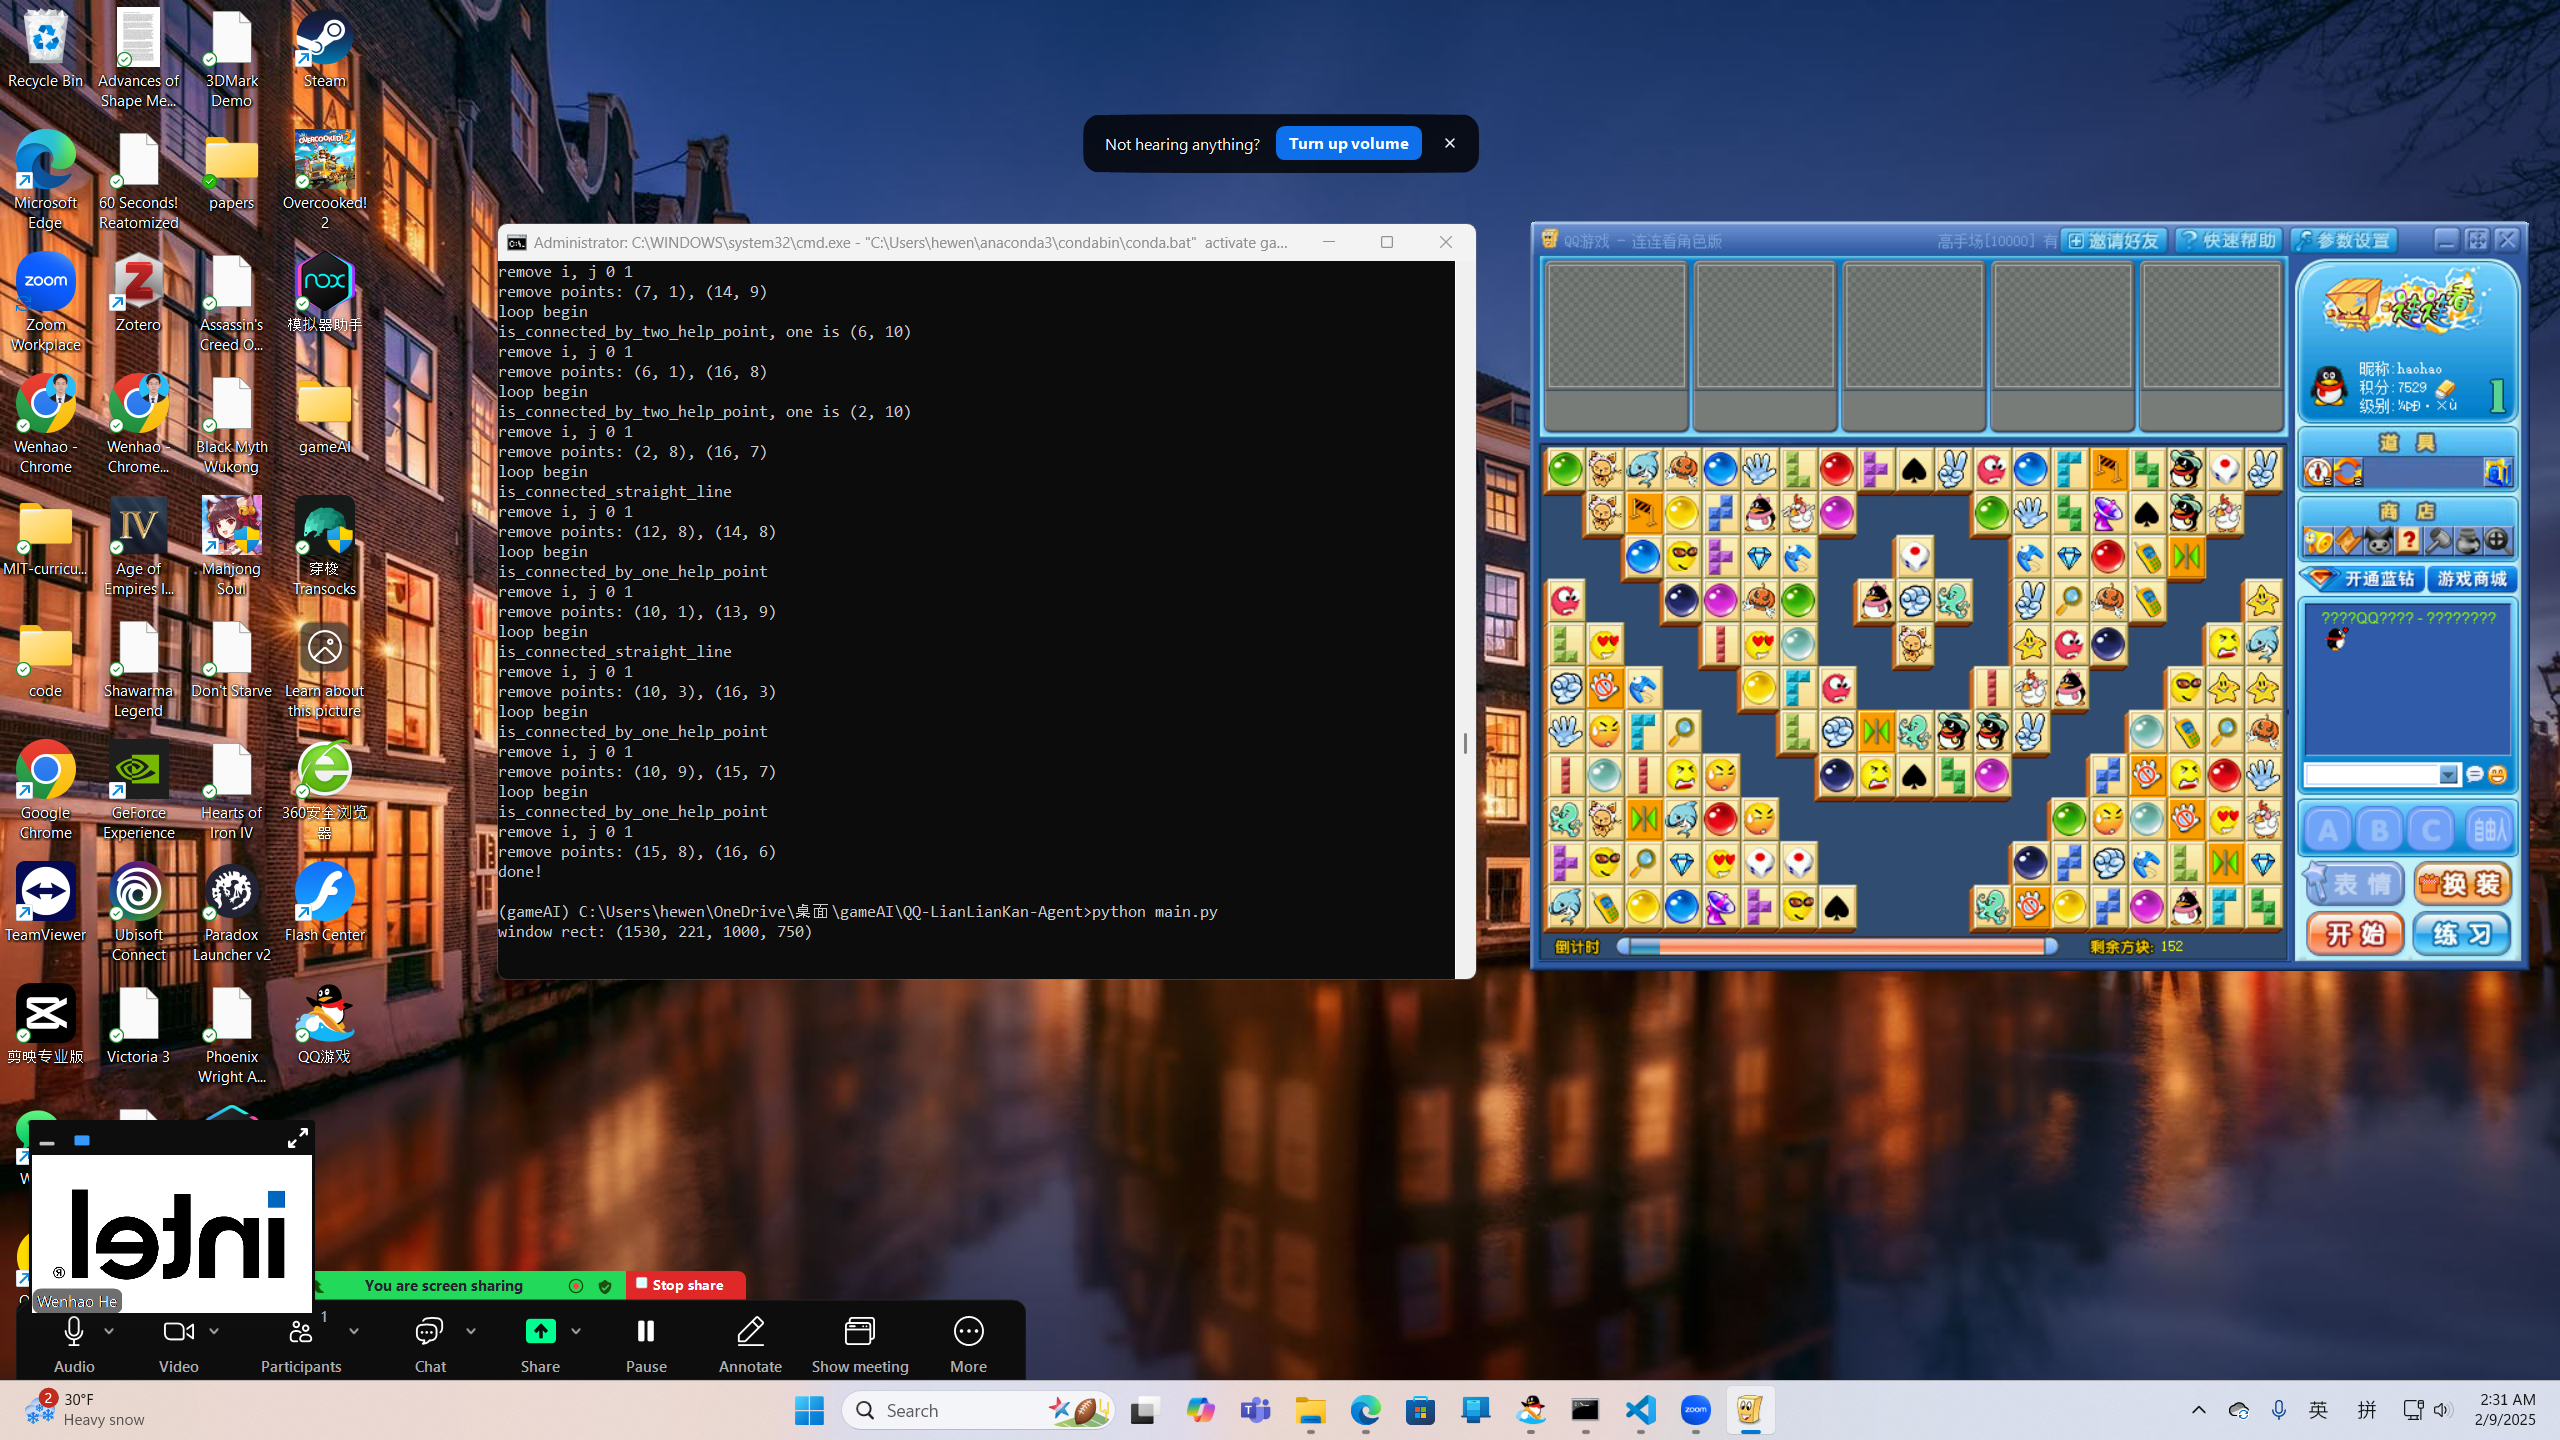 Recycle Bin
Advances of Shape Me...
3DMark Demo
Steam
Microsoft Edge
60 Seconds! Reatomized
papers
Overcooked! 2
Zoom Workplace
Zotero
Assassin's Creed O...
模拟器助手
Wenhao - Chrome
Wenhao - Chrome...
Black Myth Wukong
gameAI
MIT-curricu...
Age of Empires I...
Mahjong Soul
穿梭 Transocks
code
Shawarma Legend
Don't Starve
Learn about this picture
Google Chrome
GeForce Experience
Hearts of Iron IV
360安全浏览器
TeamViewer
Ubisoft Connect
Paradox Launcher v2
Flash Center
剪映专业版
Victoria 3
Phoenix Wright A...
QQ游戏
Not hearing anything?
Turn up volume
Administrator: C:\WINDOWS\system32\cmd.exe - "C:\Users\hewen\anaconda3\condabin\conda.bat" activate ga...
remove i, j 0 1
remove points: (7, 1), (14, 9)
loop begin
is_connected_by_two_help_point, one is (6, 10)
remove i, j 0 1
remove points: (6, 1), (16, 8)
loop begin
is_connected_by_two_help_point, one is (2, 10)
remove i, j 0 1
remove points: (2, 8), (16, 7)
loop begin
is_connected_straight_line
remove i, j 0 1
remove points: (12, 8), (14, 8)
loop begin
is_connected_by_one_help_point
remove i, j 0 1
remove points: (10, 1), (13, 9)
loop begin
is_connected_straight_line
remove i, j 0 1
remove points: (10, 3), (16, 3)
loop begin
is_connected_by_one_help_point
remove i, j 0 1
remove points: (10, 9), (15, 7)
loop begin
is_connected_by_one_help_point
remove i, j 0 1
remove points: (15, 8), (16, 6)
done!
(gameAI) C:\Users\hewen\OneDrive\桌面\gameAI\QQ-LianLianKan-Agent>python main.py
window rect: (1530, 221, 1000, 750)
QQ游戏 - 连连看角色版
高手场[10000] 有
邀请好友
快速帮助
参数设置
连连看
昵称:haohao
积分:7529
级别:¼ÞÐ·×ù
1
道 具
商 店
开通蓝钻
游戏商城
????QQ????-????????
A
B
C
自由人
表 情
换 装
开 始
练 习
倒计时
剩余方块: 152
intel®
Wenhao He
You are screen sharing
Stop share
Audio
Video
1
Participants
Chat
Share
Pause
Annotate
Show meeting
More
2
30°F
Heavy snow
Search
zoom
英
拼
2:31 AM
2/9/2025